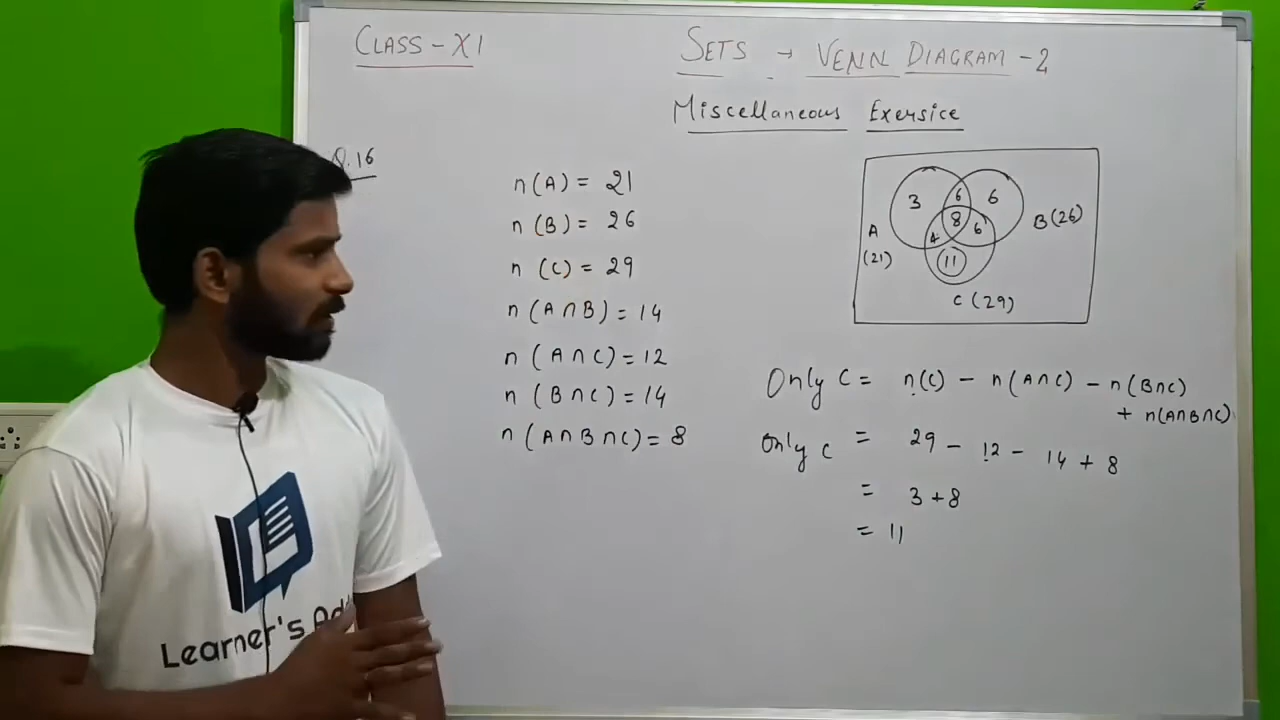 CLASS - XI
SETS → VENN DIAGRAM - 2
Miscellaneous Exersice
Q.16
n(A) = 21
n(B) = 26
n(C) = 29
n(A∩B) = 14
n(A∩C) = 12
n(B∩C) = 14
n(A∩B∩C) = 8
3 6 6
8
4 6
11
A
(21)
B(26)
C(29)
Only C = n(C) - n(A∩C) - n(B∩C)
+ n(A∩B∩C)
Only C = 29 - 12 - 14 + 8
= 3 + 8
= 11
Learner's